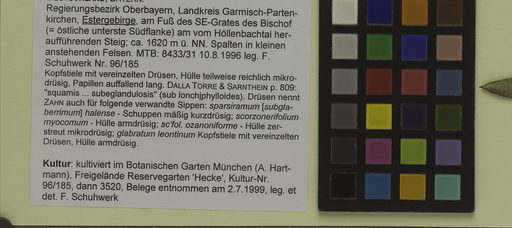 Regierungsbezirk Oberbayern, Landkreis Garmisch-Parten-
kirchen, Estergebirge, am Fuß des SE-Grates des Bischof
(= östliche unterste Südflanke) am vom Höllenbachtal her-
aufführenden Steig; ca. 1620 m ü. NN. Spalten in kleinen
anstehenden Felsen. MTB: 8433/31 10.8.1996 leg. F.
Schuhwerk Nr. 96/185
Kopfstiele mit vereinzelten Drüsen, Hülle teilweise reichlich mikro-
drüsig, Papillen auffallend lang. DALLA TORRE & SARNTHEIN p. 809:
"squamis ... subeglandulosis" (sub lonchiphylloides). Drüsen nennt
ZAHN auch für folgende verwandte Sippen: sparsiramum [subgla-
berrimum] halense - Schuppen mäßig kurzdrüsig; scorzonerifolium
myocomum - Hülle armdrüsig; sc'fol. ozanoniforme - Hülle zer-
streut mikrodrüsig; glabratum leontinum Kopfstiele mit vereinzelten
Drüsen, Hülle armdrüsig.
Kultur: kultiviert im Botanischen Garten München (A. Hart-
mann), Freigelände Reservegarten 'Hecke', Kultur-Nr.
96/185, dann 3520, Belege entnommen am 2.7.1999, leg. et
det. F. Schuhwerk